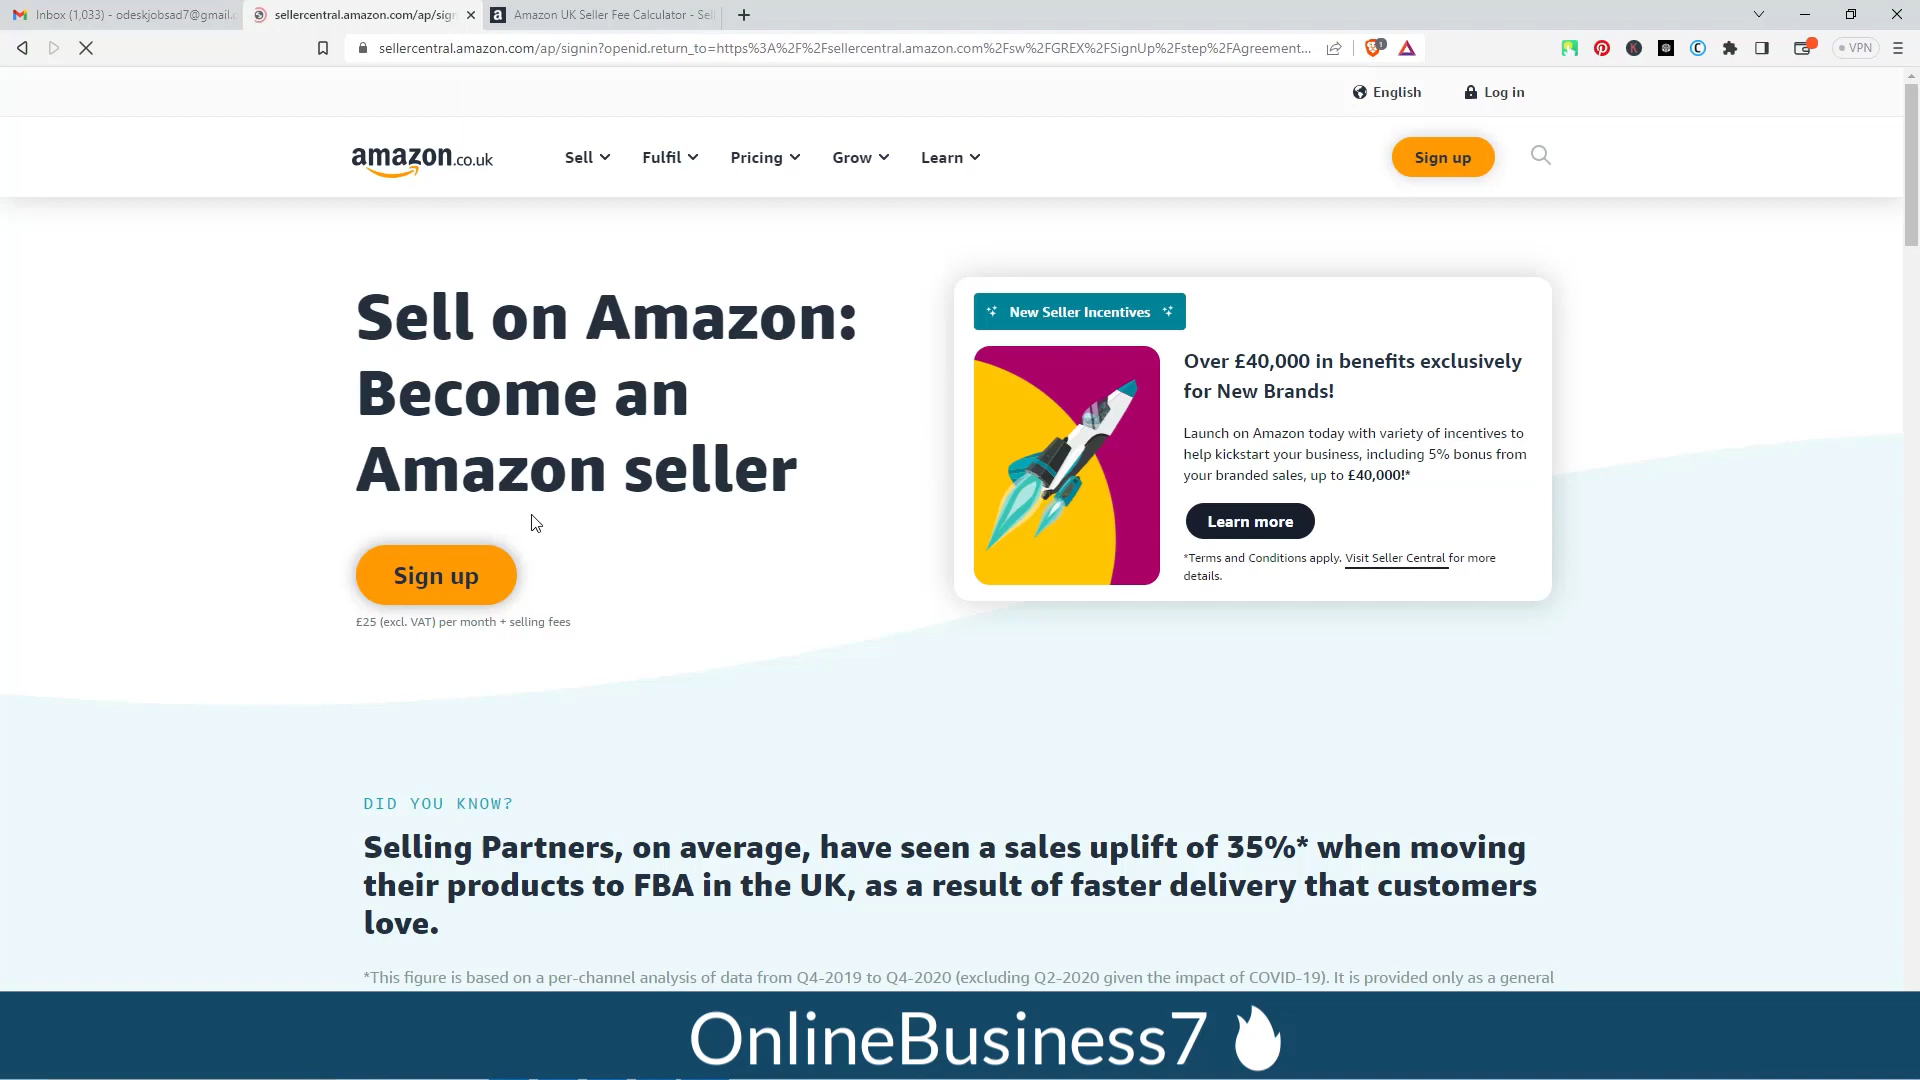 Inbox (1,033) - odeskjobsad7@gmail.
sellercentral.amazon.com/ap/sig
Amazon UK Seller Fee Calculator - Sel
sellercentral.amazon.com/ap/signin?openid.return_to=https%3A%2F%2Fsellercentral.amazon.com%2Fsw%2FGREX%2FSignUp%2Fstep%2FAgreement...
VPN
English
Log in
amazon.co.uk
Sell
Fulfil
Pricing
Grow
Learn
Sign up
Sell on Amazon:
Become an
Amazon seller
Sign up
£25 (excl. VAT) per month + selling fees
New Seller Incentives
Over £40,000 in benefits exclusively
for New Brands!
Launch on Amazon today with variety of incentives to
help kickstart your business, including 5% bonus from
your branded sales, up to £40,000!*
Learn more
*Terms and Conditions apply. Visit Seller Central for more
details.
DID YOU KNOW?
Selling Partners, on average, have seen a sales uplift of 35%* when moving
their products to FBA in the UK, as a result of faster delivery that customers
love.
*This figure is based on a per-channel analysis of data from Q4-2019 to Q4-2020 (excluding Q2-2020 given the impact of COVID-19). It is provided only as a general
OnlineBusiness7